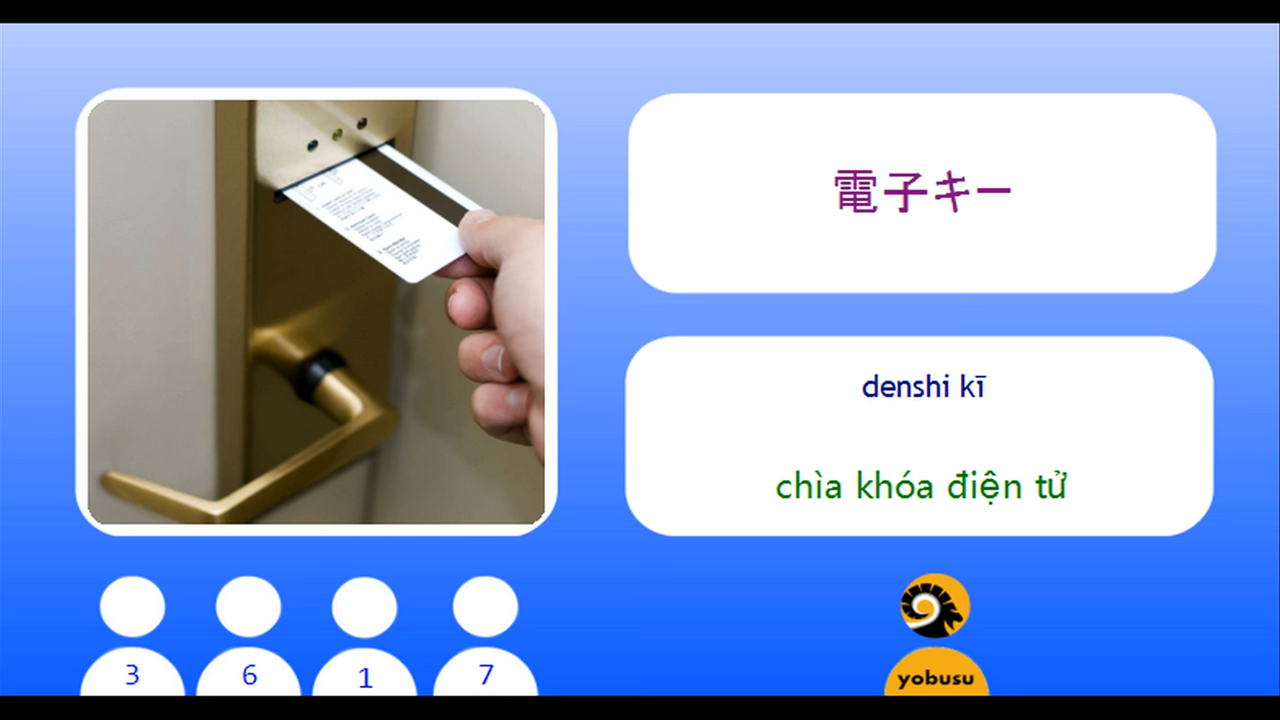 電子キー
denshi kī
chìa khóa điện tử
3 6 1 7
yobusu